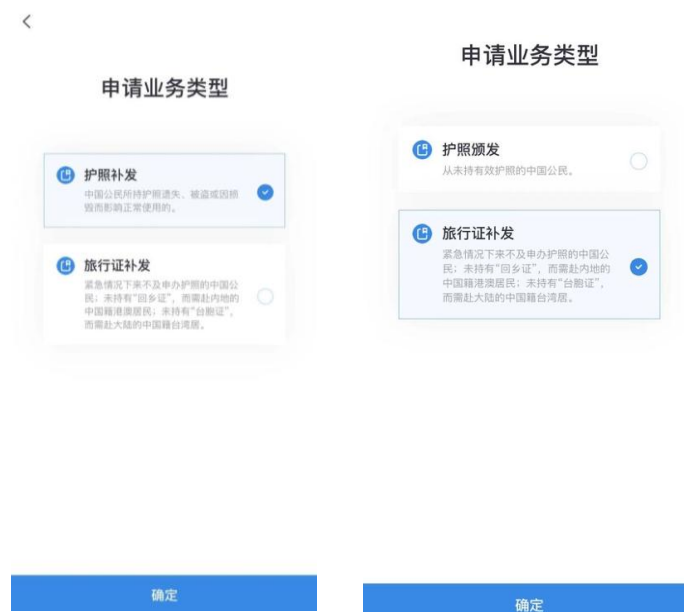 申请业务类型
护照补发
中国公民所持护照遗失、被盗或因损
毁而影响正常使用的。
旅行证补发
紧急情况下来不及申办护照的中国公
民；未持有“回乡证”，而需赴内地的
中国籍港澳居民；未持有“台胞证”，
而需赴大陆的中国籍台湾居。
确定
申请业务类型
护照颁发
从未持有效护照的中国公民。
旅行证补发
紧急情况下来不及申办护照的中国公
民；未持有“回乡证”，而需赴内地的
中国籍港澳居民；未持有“台胞证”，
而需赴大陆的中国籍台湾居。
确定